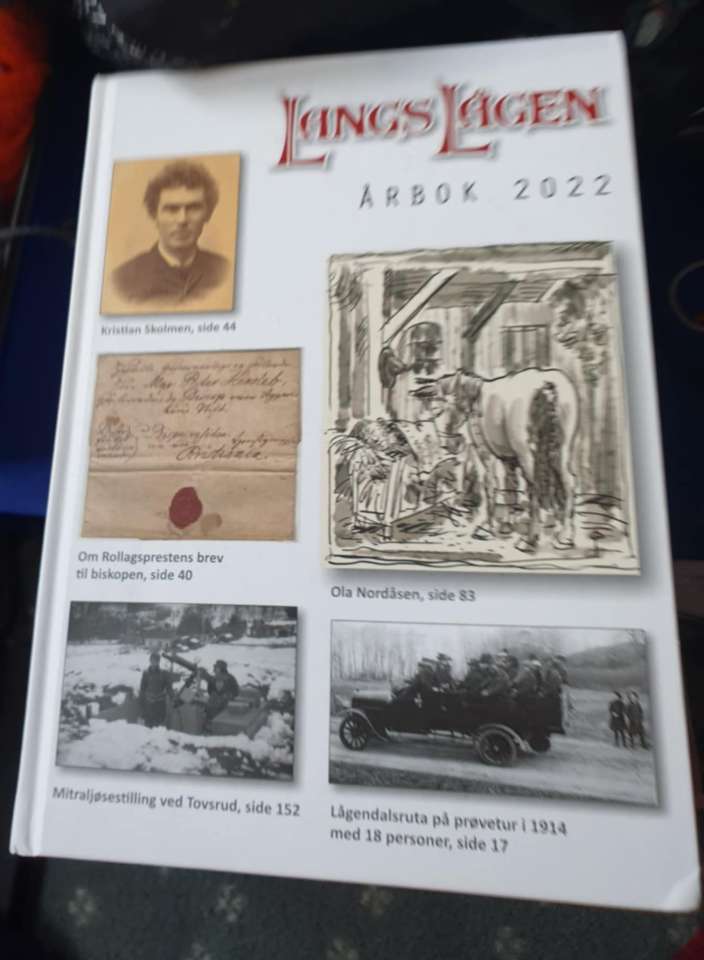 LANGS LÅGEN
ÅRBOK 2022
Kristian Skolmen, side 44
Om Rollagsprestens brev
til biskopen, side 40
Ola Nordåsen, side 83
Mitraljøsestilling ved Tovsrud, side 152
Lågendalsruta på prøvetur i 1914
med 18 personer, side 17